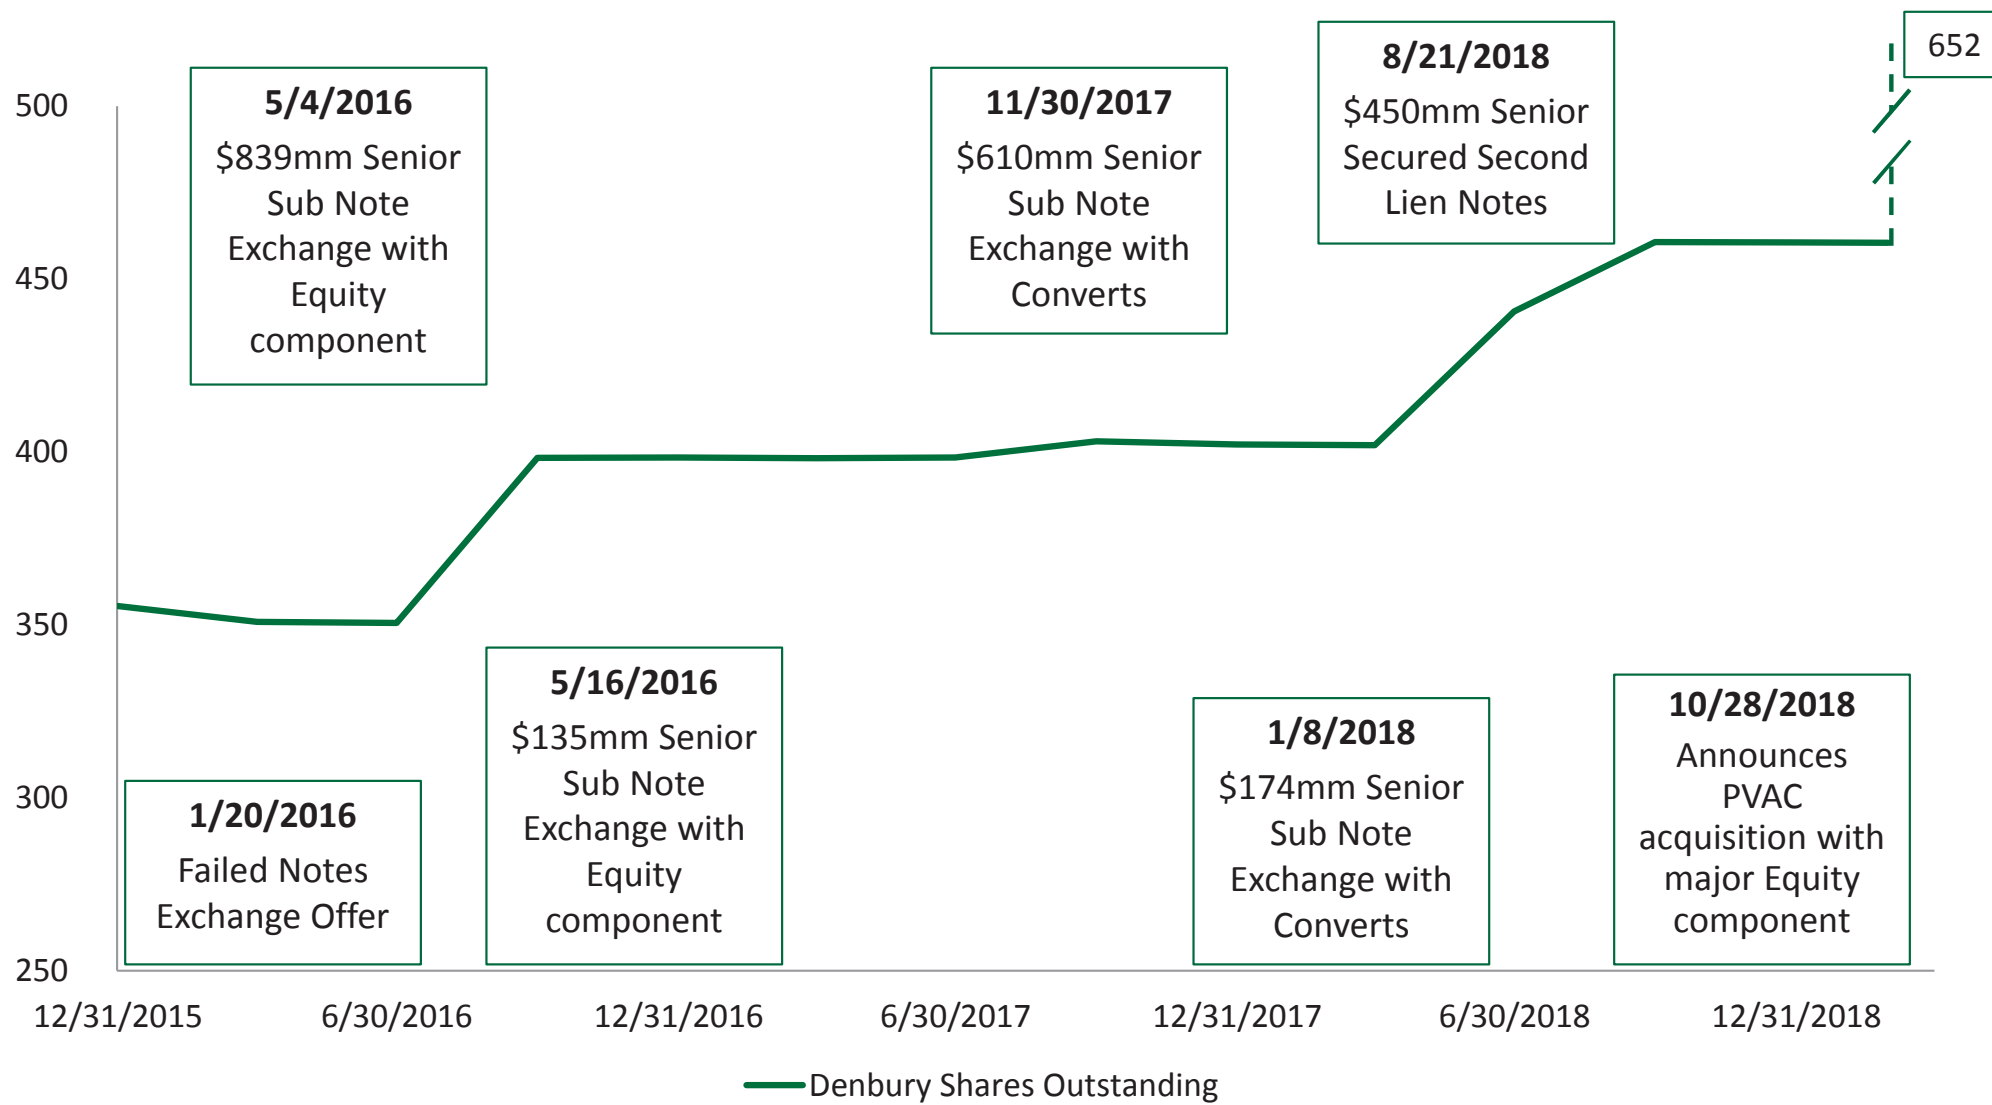 652
8/21/2018
$450mm Senior
Secured Second
Lien Notes
5/4/2016
$839mm Senior
Sub Note
Exchange with
Equity
component
11/30/2017
$610mm Senior
Sub Note
Exchange with
Converts
500
450
400
350
300
250
5/16/2016
$135mm Senior
Sub Note
Exchange with
Equity
component
10/28/2018
Announces
PVAC
acquisition with
major Equity
component
1/8/2018
$174mm Senior
Sub Note
Exchange with
Converts
1/20/2016
Failed Notes
Exchange Offer
12/31/2015
6/30/2016
12/31/2016
6/30/2017
12/31/2017
6/30/2018
12/31/2018
Denbury Shares Outstanding